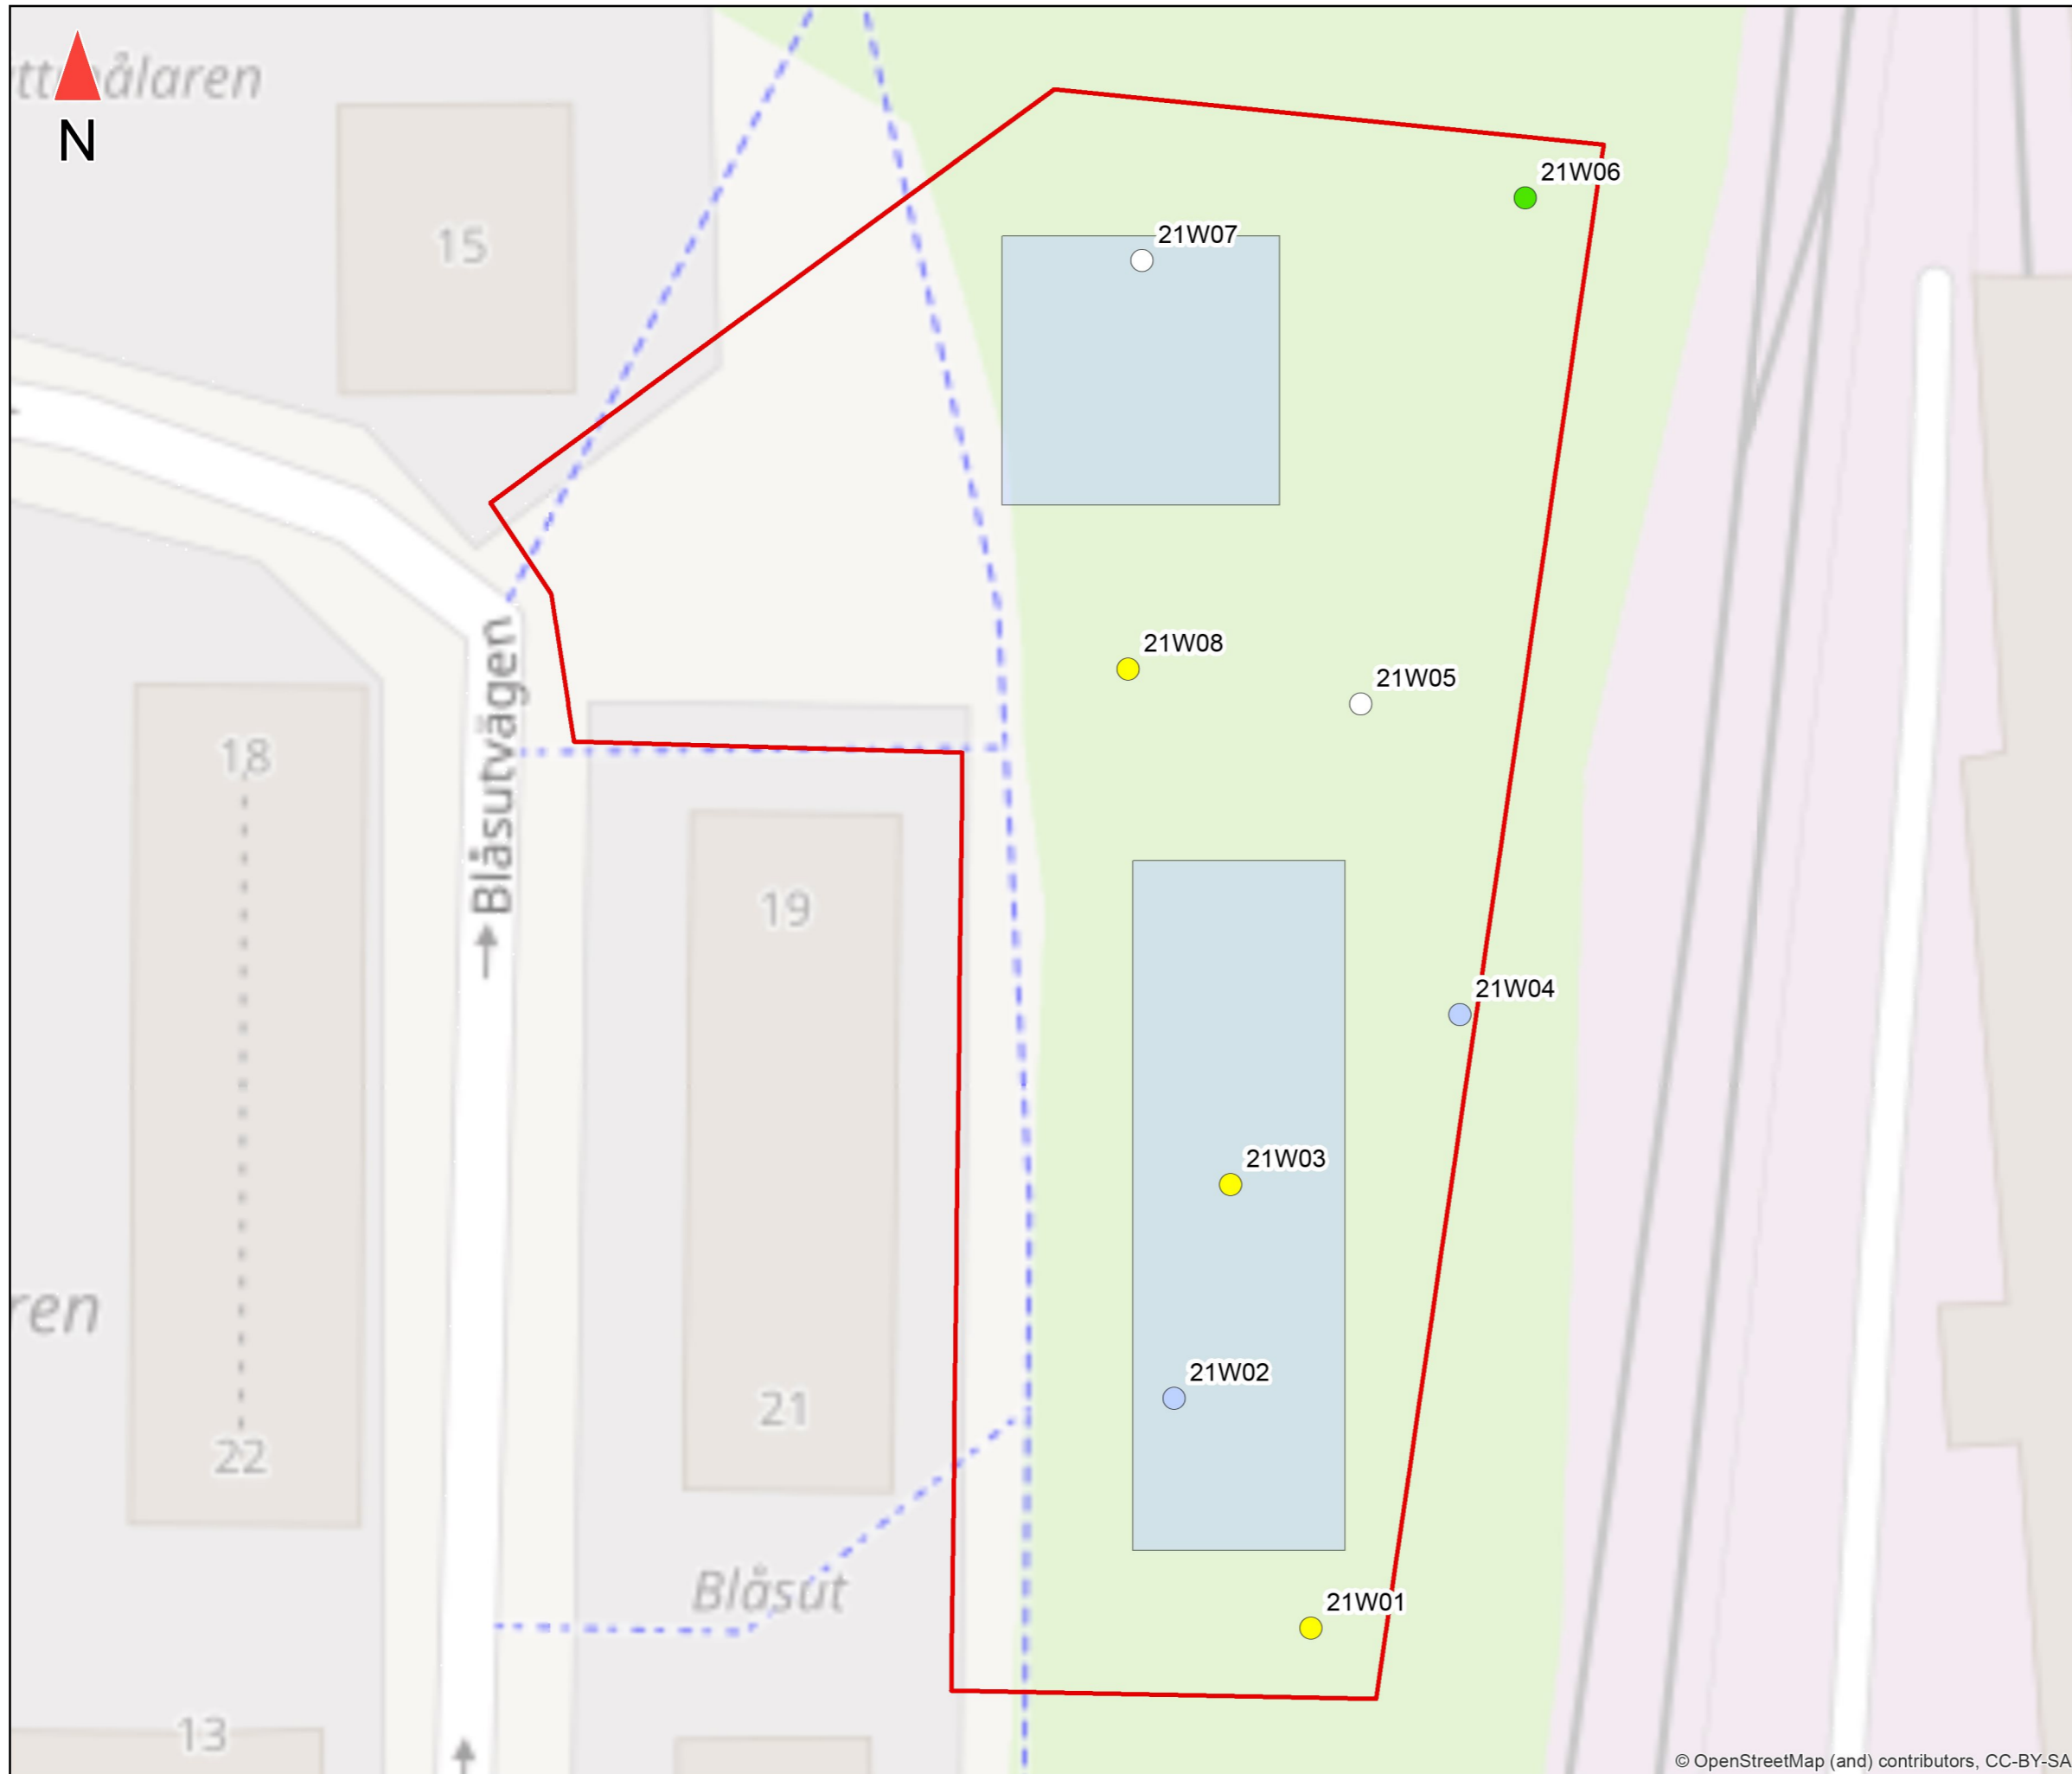 ttmålaren
N
15
21W06
21W07
21W08
21W05
18
Blåsutvägen
19
21W04
21W03
ren
21W02
21
22
Blåsut
21W01
13
© OpenStreetMap (and) contributors, CC-BY-SA